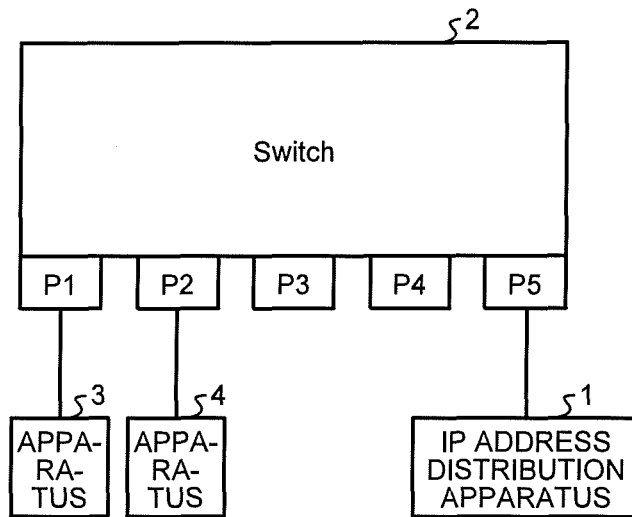 2
Switch
P1 P2 P3 P4 P5
3 4 1
APPA-
RA-
TUS
APPA-
RA-
TUS
IP ADDRESS
DISTRIBUTION
APPARATUS